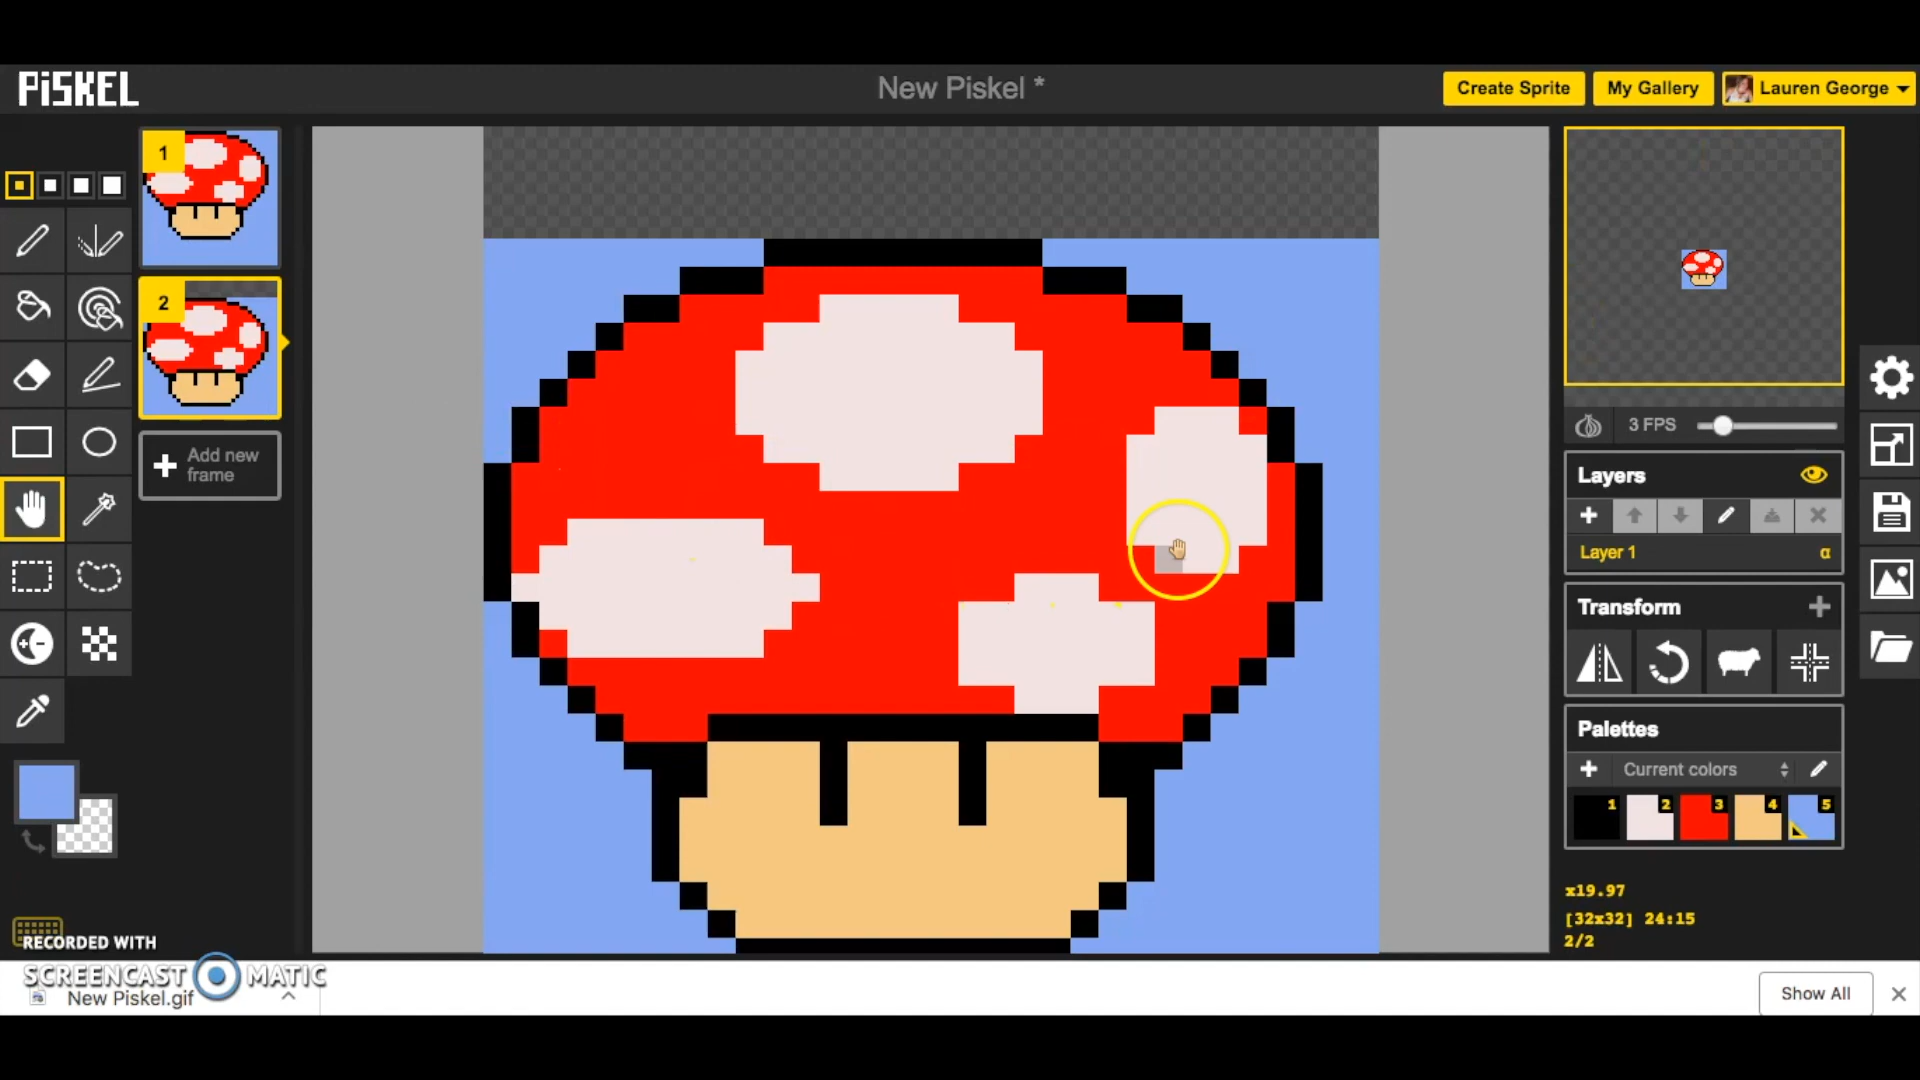 PiSKEL
New Piskel *
Create Sprite
My Gallery
Lauren George
1
2
Add new
frame
3 FPS
Layers
Layer 1
α
Transform
Palettes
Current colors
1
2
3
4
5
x19.97
[32x32] 24:15
2/2
RECORDED WITH
SCREENCAST MATIC
New Piskel.gif
Show All